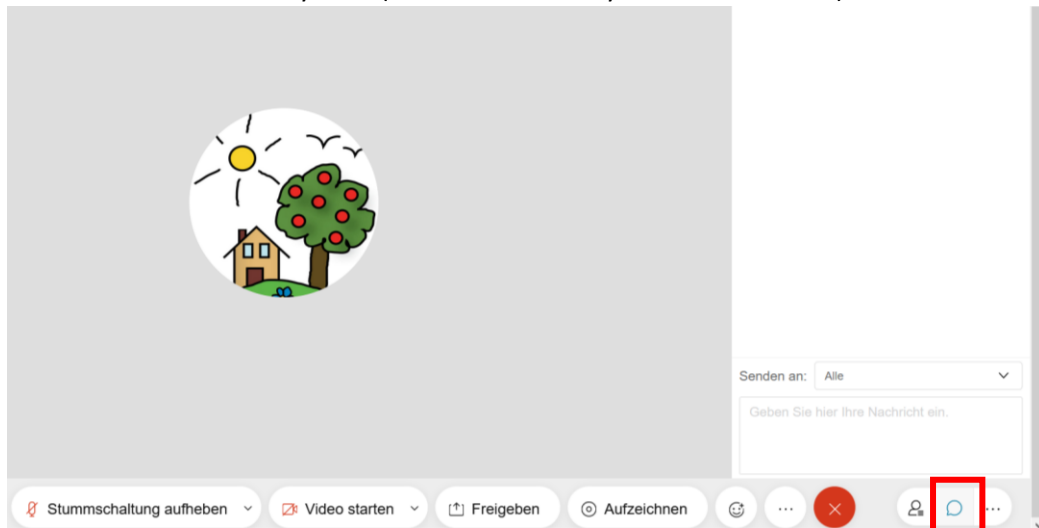 Senden an: Alle
Geben Sie hier Ihre Nachricht ein.
Stummschaltung aufheben Video starten Freigeben Aufzeichnen